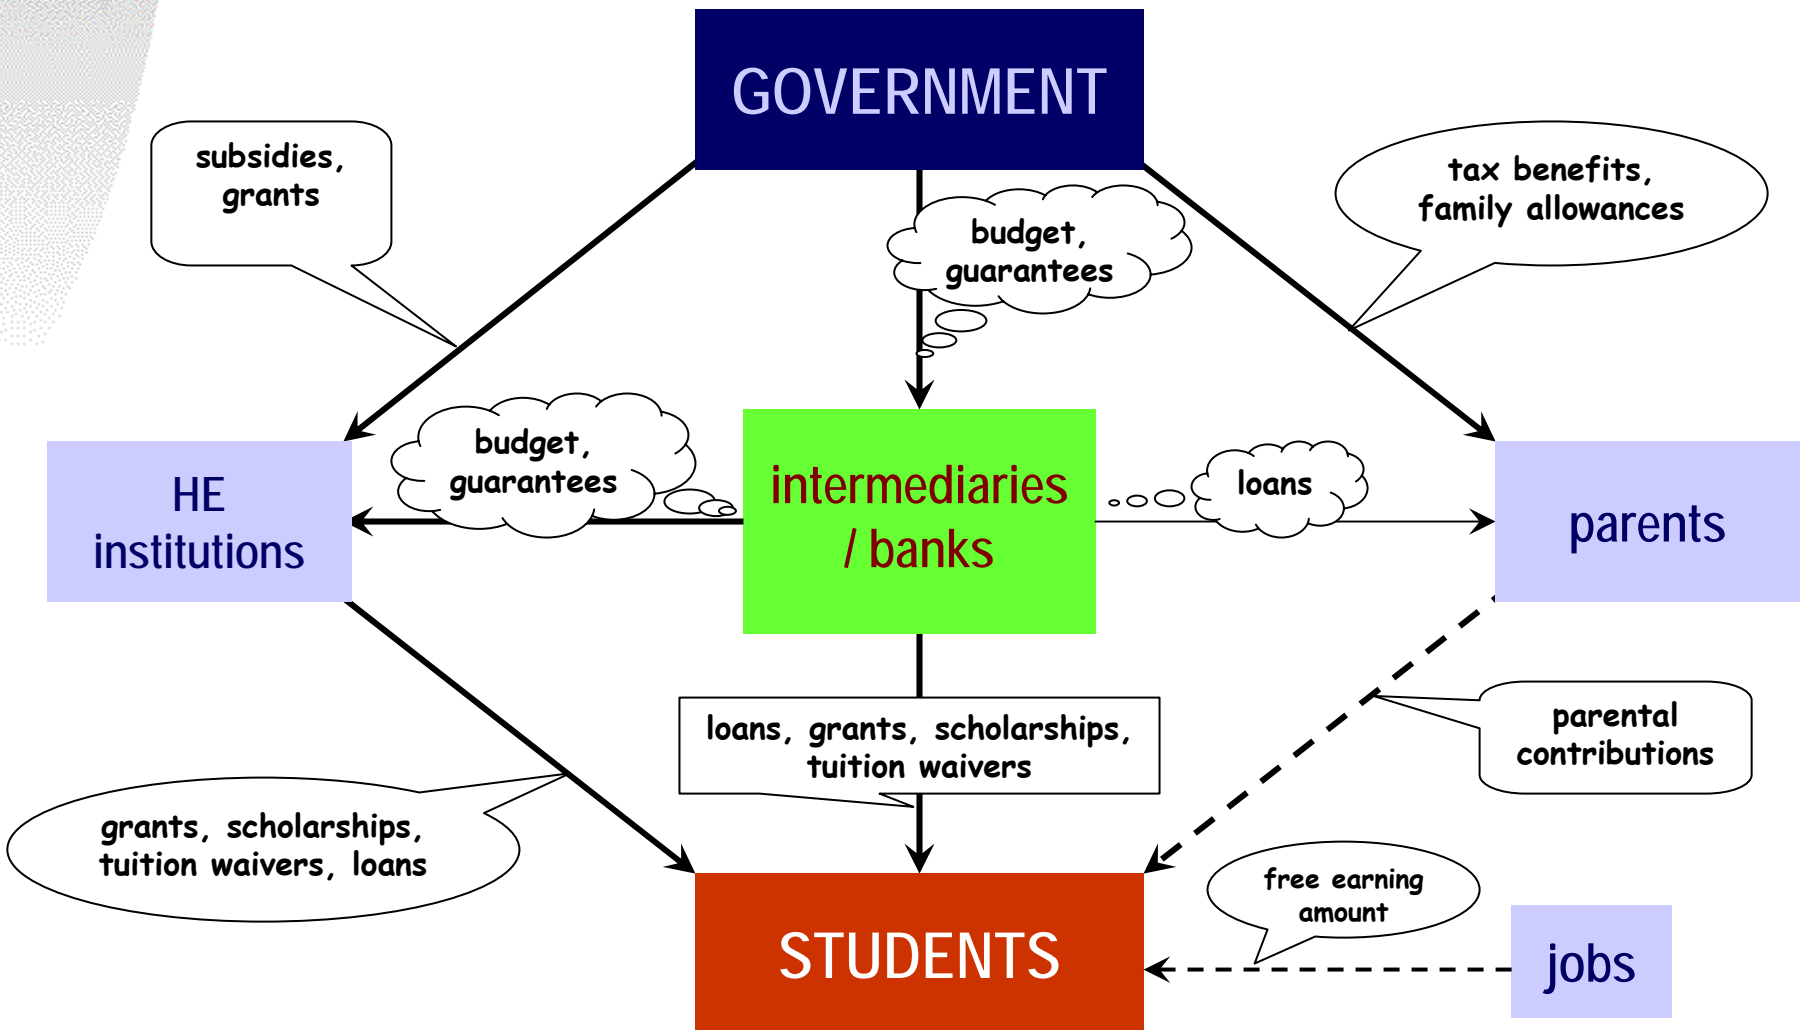 GOVERNMENT
subsidies,
grants
tax benefits,
family allowances
budget,
guarantees
budget,
guarantees
loans
HE
institutions
intermediaries
/ banks
parents
loans, grants, scholarships,
tuition waivers
parental
contributions
grants, scholarships,
tuition waivers, loans
free earning
amount
STUDENTS
jobs